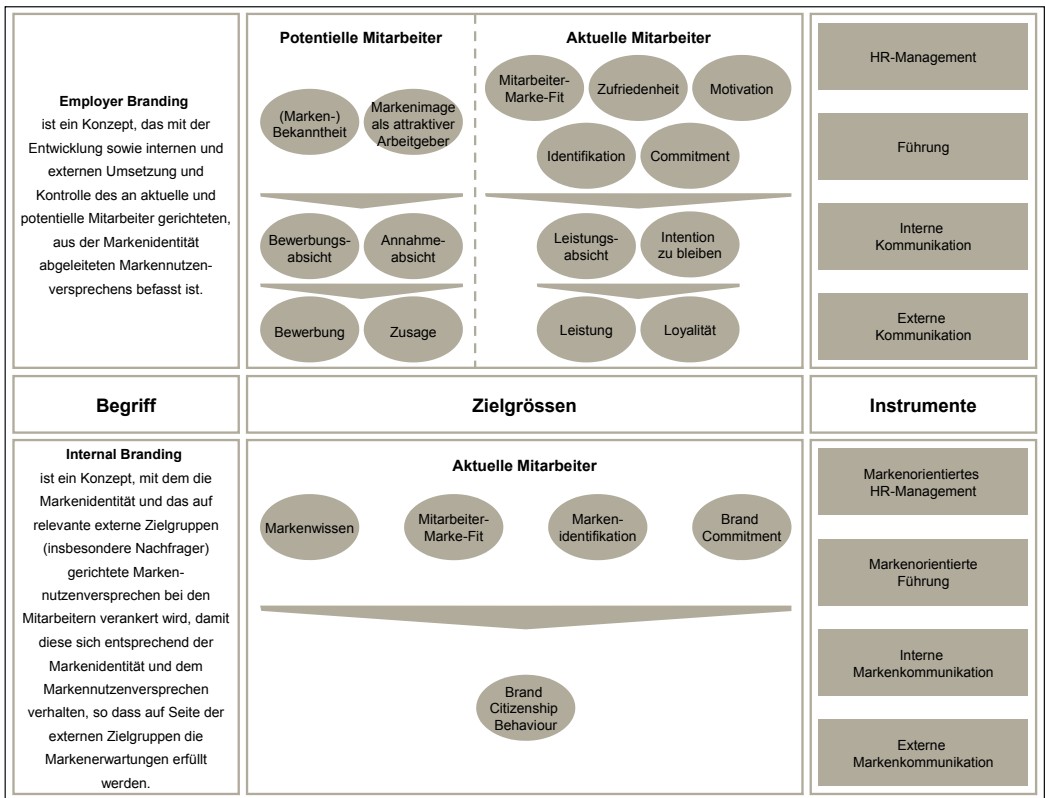 Employer Branding
ist ein Konzept, das mit der
Entwicklung sowie internen und
externen Umsetzung und
Kontrolle des an aktuelle und
potentielle Mitarbeiter gerichteten,
aus der Markenidentität
abgeleiteten Markennutzen-
versprechens befasst ist.
Potentielle Mitarbeiter
(Marken-)
Bekanntheit
Markenimage
als attraktiver
Arbeitgeber
Bewerbungs-
absicht
Annahme-
absicht
Bewerbung
Zusage
Aktuelle Mitarbeiter
Mitarbeiter-
Marke-Fit
Zufriedenheit
Motivation
Identifikation
Commitment
Leistungs-
absicht
Intention
zu bleiben
Leistung
Loyalität
HR-Management
Führung
Interne
Kommunikation
Externe
Kommunikation
Begriff
Zielgrössen
Instrumente
Internal Branding
ist ein Konzept, mit dem die
Markenidentität und das auf
relevante externe Zielgruppen
(insbesondere Nachfrager)
gerichtete Marken-
nutzenversprechen bei den
Mitarbeitern verankert wird, damit
diese sich entsprechend der
Markenidentität und dem
Markennutzenversprechen
verhalten, so dass auf Seite der
externen Zielgruppen die
Markenerwartungen erfüllt
werden.
Aktuelle Mitarbeiter
Markenwissen
Mitarbeiter-
Marke-Fit
Marken-
identifikation
Brand
Commitment
Brand
Citizenship
Behaviour
Markenorientiertes
HR-Management
Markenorientierte
Führung
Interne
Markenkommunikation
Externe
Markenkommunikation